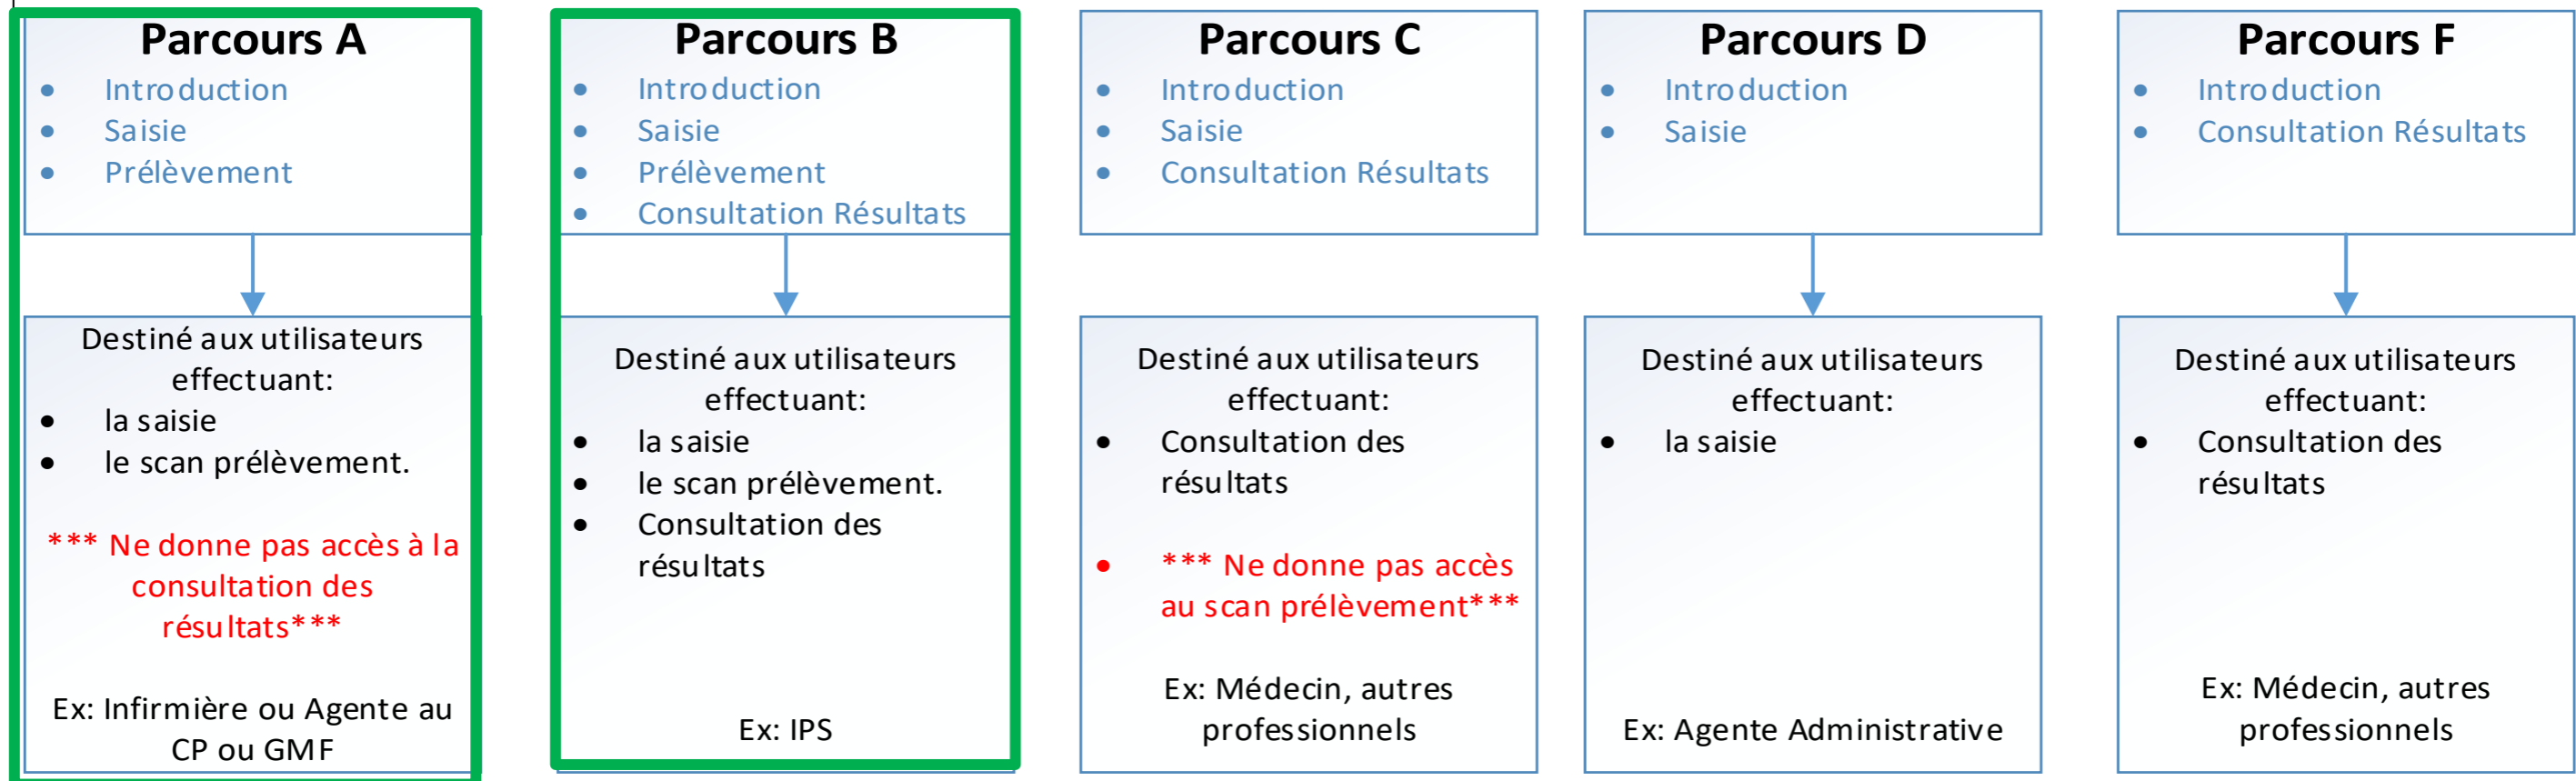 Parcours A
• Introduction
• Saisie
• Prélèvement
Destiné aux utilisateurs
effectuant:
• la saisie
• le scan prélèvement.
*** Ne donne pas accès à la
consultation des
résultats***
Ex: Infirmière ou Agente au
CP ou GMF
Parcours B
• Introduction
• Saisie
• Prélèvement
• Consultation Résultats
Destiné aux utilisateurs
effectuant:
• la saisie
• le scan prélèvement.
• Consultation des
résultats
Ex: IPS
Parcours C
• Introduction
• Saisie
• Consultation Résultats
Destiné aux utilisateurs
effectuant:
• Consultation des
résultats
• *** Ne donne pas accès
au scan prélèvement***
Ex: Médecin, autres
professionnels
Parcours D
• Introduction
• Saisie
Destiné aux utilisateurs
effectuant:
• la saisie
Ex: Agente Administrative
Parcours F
• Introduction
• Consultation Résultats
Destiné aux utilisateurs
effectuant:
• Consultation des
résultats
Ex: Médecin, autres
professionnels